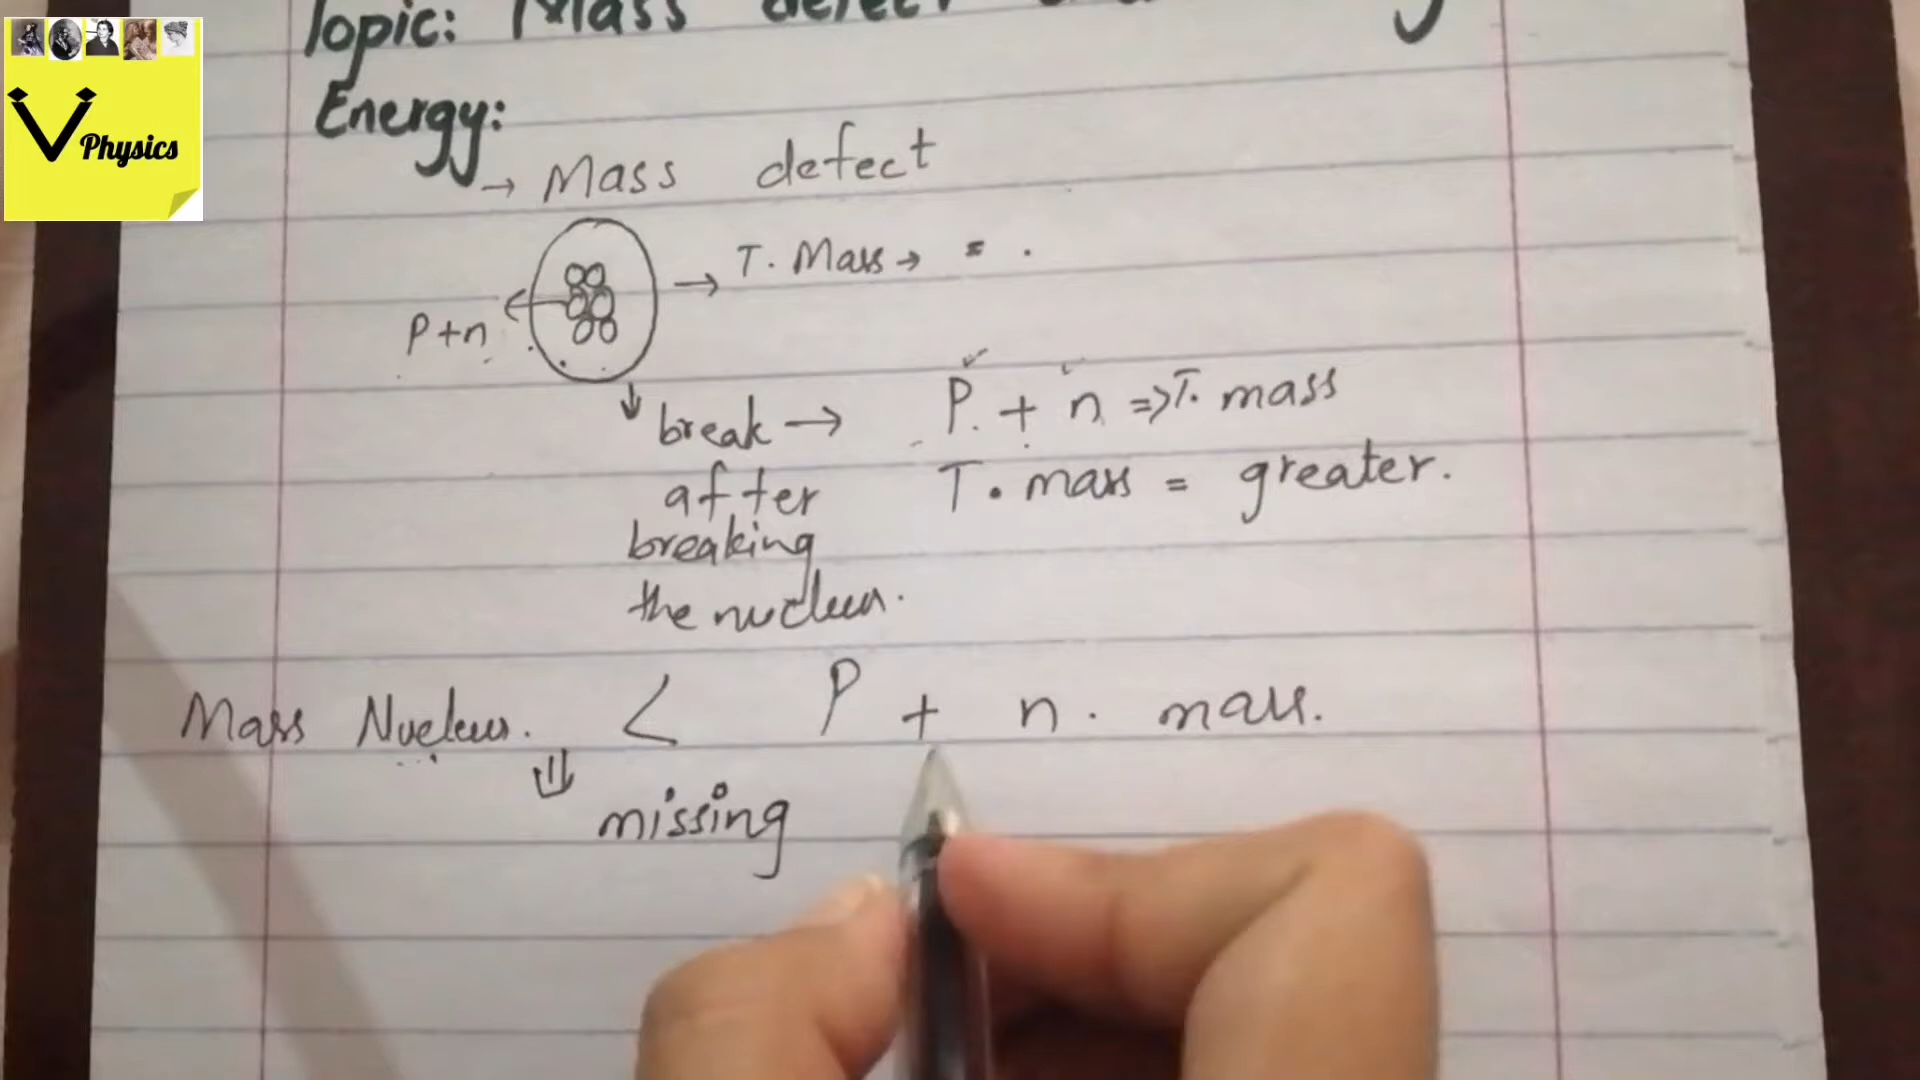 V Physics
Topic: Mass defect
Energy:
→ Mass defect
→ T. Mass → = .
P+n
break → P. + n => T. mass
after T. mass = greater.
breaking
the nucleus.
Mass Nucleus. < P + n. mass.
missing